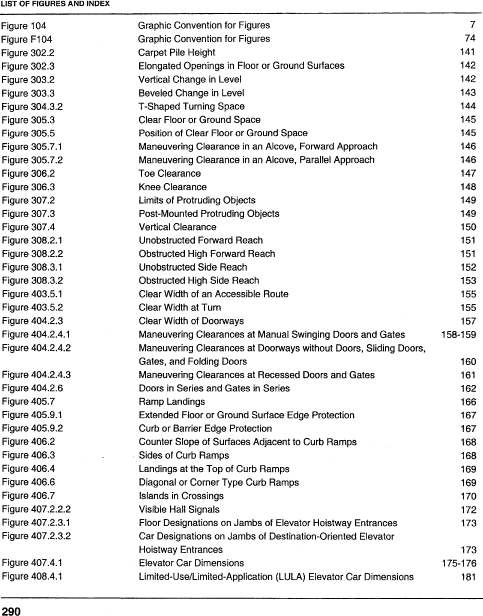 LIST OF FIGURES AND INDEX
Figure 104 Graphic Convention for Figures 7
Figure F104 Graphic Convention for Figures 74
Figure 302.2 Carpet Pile Height 141
Figure 302.3 Elongated Openings in Floor or Ground Surfaces 142
Figure 303.2 Vertical Change in Level 142
Figure 303.3 Beveled Change in Level 143
Figure 304.3.2 T-Shaped Turning Space 144
Figure 305.3 Clear Floor or Ground Space 145
Figure 305.5 Position of Clear Floor or Ground Space 145
Figure 305.7.1 Maneuvering Clearance in an Alcove, Forward Approach 146
Figure 305.7.2 Maneuvering Clearance in an Alcove, Parallel Approach 146
Figure 306.2 Toe Clearance 147
Figure 306.3 Knee Clearance 148
Figure 307.2 Limits of Protruding Objects 149
Figure 307.3 Post-Mounted Protruding Objects 149
Figure 307.4 Vertical Clearance 150
Figure 308.2.1 Unobstructed Forward Reach 151
Figure 308.2.2 Obstructed High Forward Reach 151
Figure 308.3.1 Unobstructed Side Reach 152
Figure 308.3.2 Obstructed High Side Reach 153
Figure 403.5.1 Clear Width of an Accessible Route 155
Figure 403.5.2 Clear Width at Turn 155
Figure 404.2.3 Clear Width of Doorways 157
Figure 404.2.4.1 Maneuvering Clearances at Manual Swinging Doors and Gates 158-159
Figure 404.2.4.2 Maneuvering Clearances at Doorways without Doors, Sliding Doors,
Gates, and Folding Doors 160
Figure 404.2.4.3 Maneuvering Clearances at Recessed Doors and Gates 161
Figure 404.2.6 Doors in Series and Gates in Series 162
Figure 405.7 Ramp Landings 166
Figure 405.9.1 Extended Floor or Ground Surface Edge Protection 167
Figure 405.9.2 Curb or Barrier Edge Protection 167
Figure 406.2 Counter Slope of Surfaces Adjacent to Curb Ramps 168
Figure 406.3 Sides of Curb Ramps 168
Figure 406.4 Landings at the Top of Curb Ramps 169
Figure 406.6 Diagonal or Corner Type Curb Ramps 169
Figure 406.7 Islands in Crossings 170
Figure 407.2.2.2 Visible Hall Signals 172
Figure 407.2.3.1 Floor Designations on Jambs of Elevator Hoistway Entrances 173
Figure 407.2.3.2 Car Designations on Jambs of Destination-Oriented Elevator
Hoistway Entrances 173
Figure 407.4.1 Elevator Car Dimensions 175-176
Figure 408.4.1 Limited-Use/Limited-Application (LULA) Elevator Car Dimensions 181
290